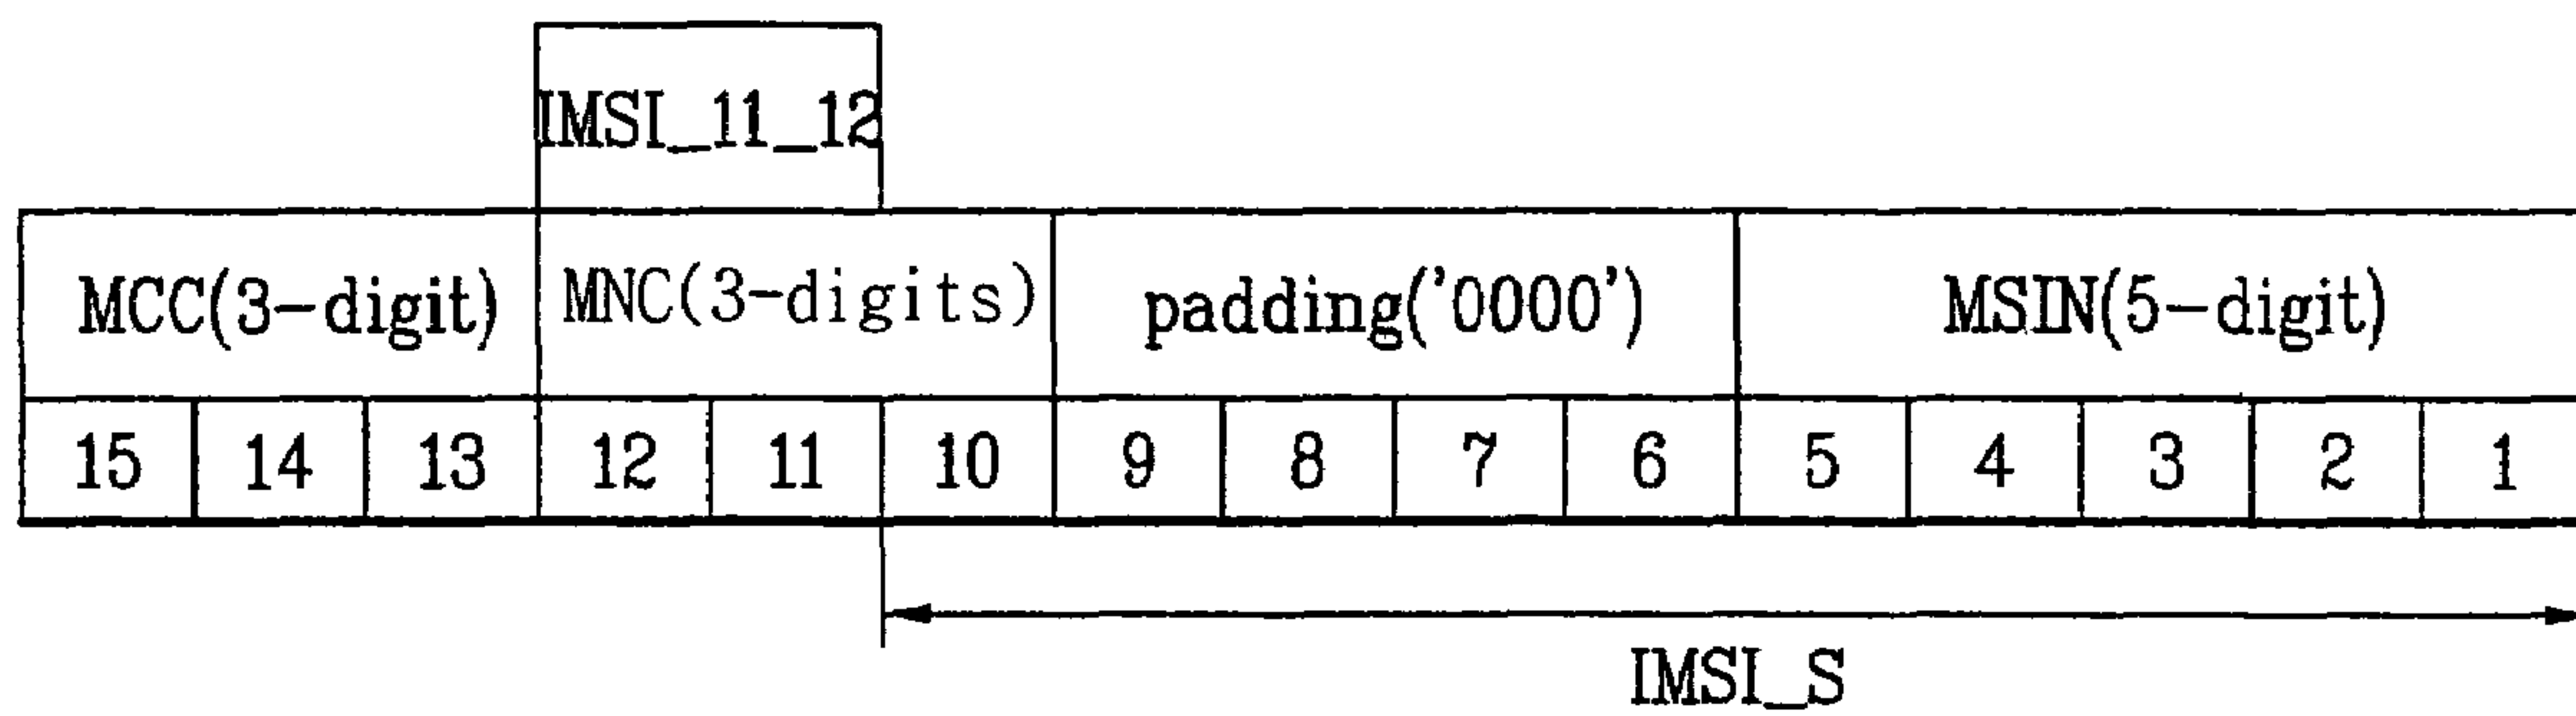 IMSI_11_12
MCC(3-digit) MNC(3-digits) padding('0000') MSIN(5-digit)
15 14 13 12 11 10 9 8 7 6 5 4 3 2 1
IMSI_S